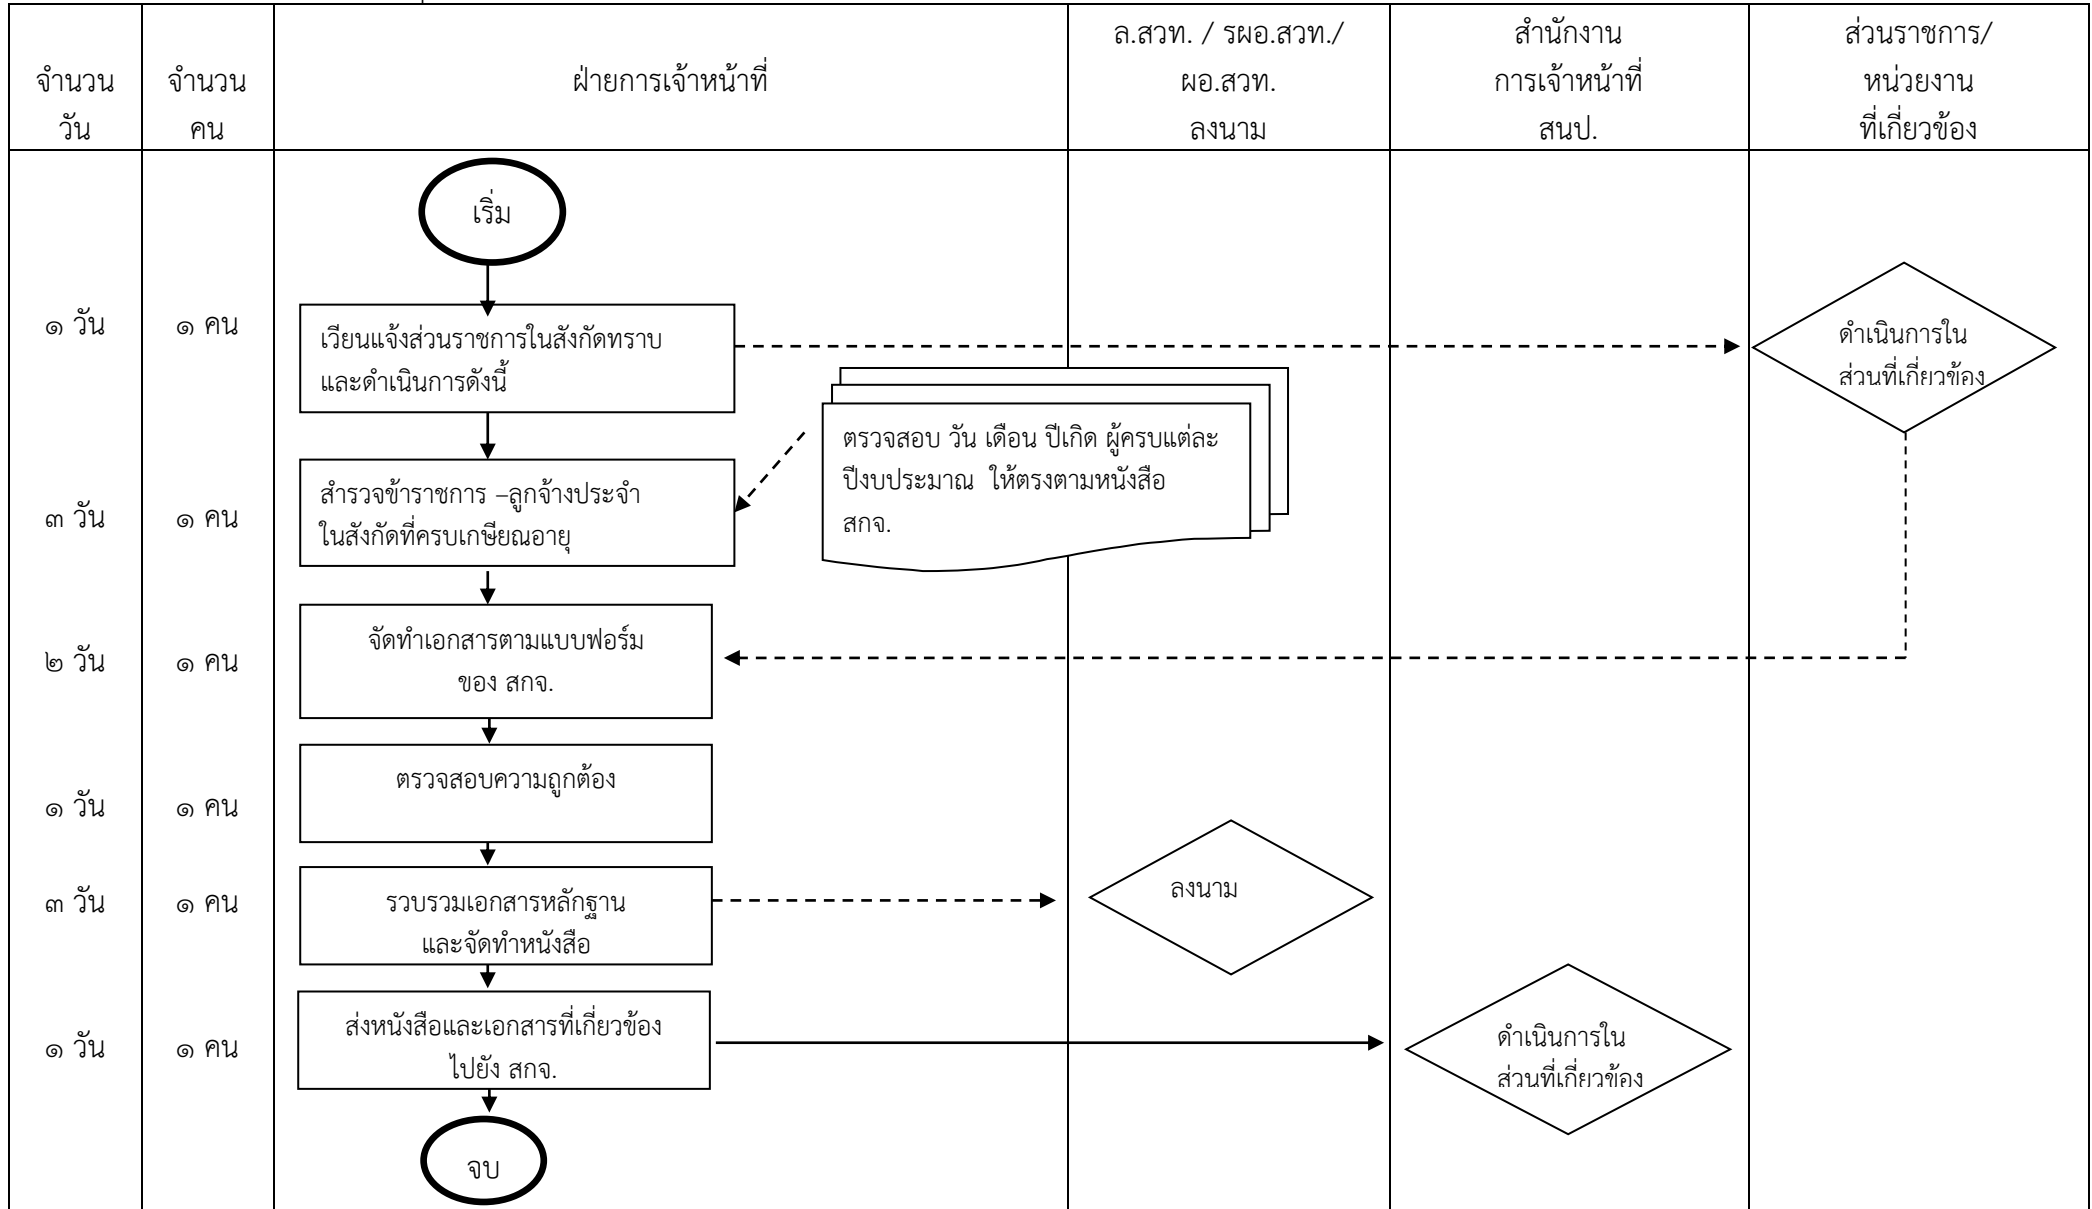 จำนวน
วัน
จำนวน
คน
ฝ่ายการเจ้าหน้าที่
ล.สวท. / รผอ.สวท./
ผอ.สวท.
ลงนาม
สำนักงาน
การเจ้าหน้าที่
สนป.
ส่วนราชการ/
หน่วยงาน
ที่เกี่ยวข้อง
เริ่ม
๑ วัน
๑ คน
เวียนแจ้งส่วนราชการในสังกัดทราบ
และดำเนินการดังนี้
ดำเนินการใน
ส่วนที่เกี่ยวข้อง
ตรวจสอบ วัน เดือน ปีเกิด ผู้ครบแต่ละ
ปีงบประมาณ ให้ตรงตามหนังสือ
สกจ.
๓ วัน
๑ คน
สำรวจข้าราชการ –ลูกจ้างประจำ
ในสังกัดที่ครบเกษียณอายุ
๒ วัน
๑ คน
จัดทำเอกสารตามแบบฟอร์ม
ของ สกจ.
๑ วัน
๑ คน
ตรวจสอบความถูกต้อง
๓ วัน
๑ คน
รวบรวมเอกสารหลักฐาน
และจัดทำหนังสือ
ลงนาม
๑ วัน
๑ คน
ส่งหนังสือและเอกสารที่เกี่ยวข้อง
ไปยัง สกจ.
ดำเนินการใน
ส่วนที่เกี่ยวข้อง
จบ